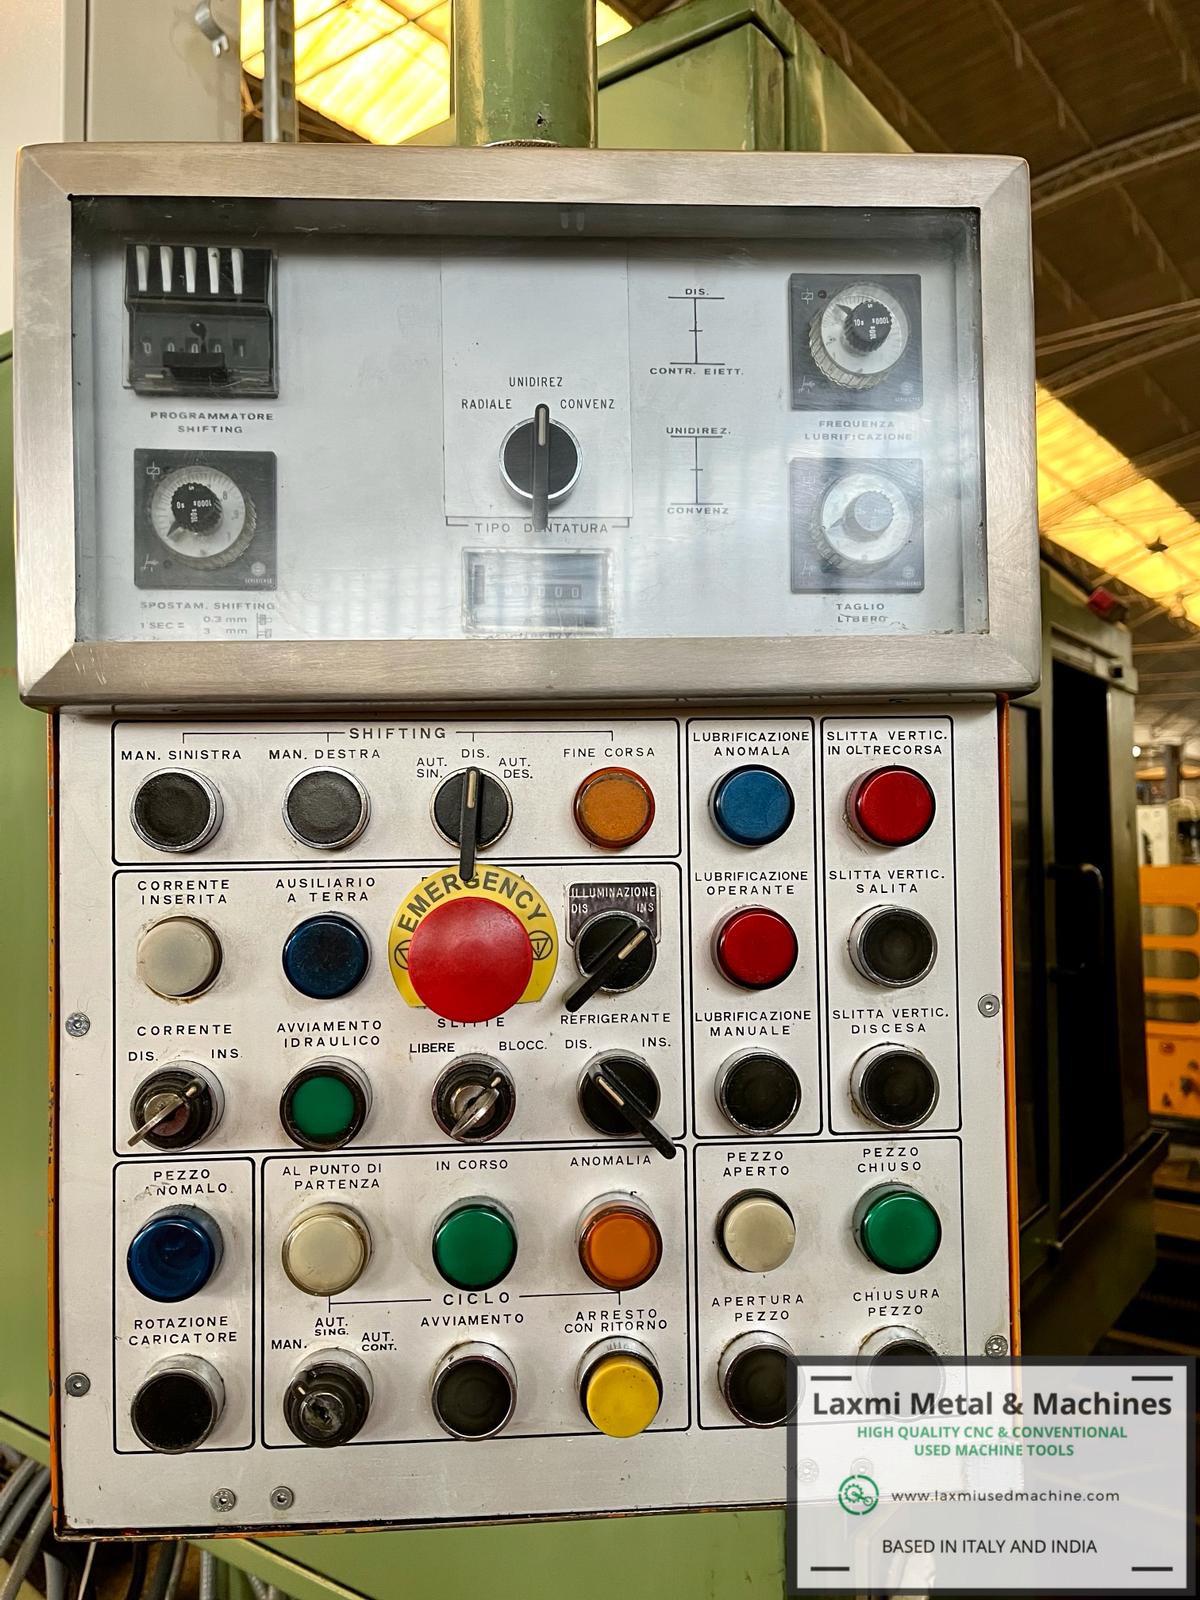 DIS.
CONTR. EIETT.
UNIDIREZ
RADIALE
CONVENZ
TIPO DENTATURA
UNIDIREZ.
CONVENZ
PROGRAMMATORE
SHIFTING
FREQUENZA
LUBRIFICAZIONE
SPOSTAM. SHIFTING
1 SEC = 0.3 mm
3 mm
TAGLIO
LIBERO
SHIFTING
MAN. SINISTRA
MAN. DESTRA
AUT.
SIN.
DIS.
AUT.
DES.
FINE CORSA
LUBRIFICAZIONE
ANOMALA
SLITTA VERTIC.
IN OLTRECORSA
CORRENTE
INSERITA
AUSILIARIO
A TERRA
EMERGENCY
ILLUMINAZIONE
DIS
INS
LUBRIFICAZIONE
OPERANTE
SLITTA VERTIC.
SALITA
CORRENTE
DIS.
INS.
AVVIAMENTO
IDRAULICO
SLITTE
LIBERE
BLOCC.
REFRIGERANTE
DIS.
INS.
LUBRIFICAZIONE
MANUALE
SLITTA VERTIC.
DISCESA
PEZZO
ANOMALO
AL PUNTO DI
PARTENZA
IN CORSO
ANOMALIA
PEZZO
APERTO
PEZZO
CHIUSO
CICLO
ROTAZIONE
CARICATORE
MAN.
AUT.
SING.
AUT.
CONT.
AVVIAMENTO
ARRESTO
CON RITORNO
APERTURA
PEZZO
CHIUSURA
PEZZO
Laxmi Metal & Machines
HIGH QUALITY CNC & CONVENTIONAL
USED MACHINE TOOLS
www.laxmiusedmachine.com
BASED IN ITALY AND INDIA